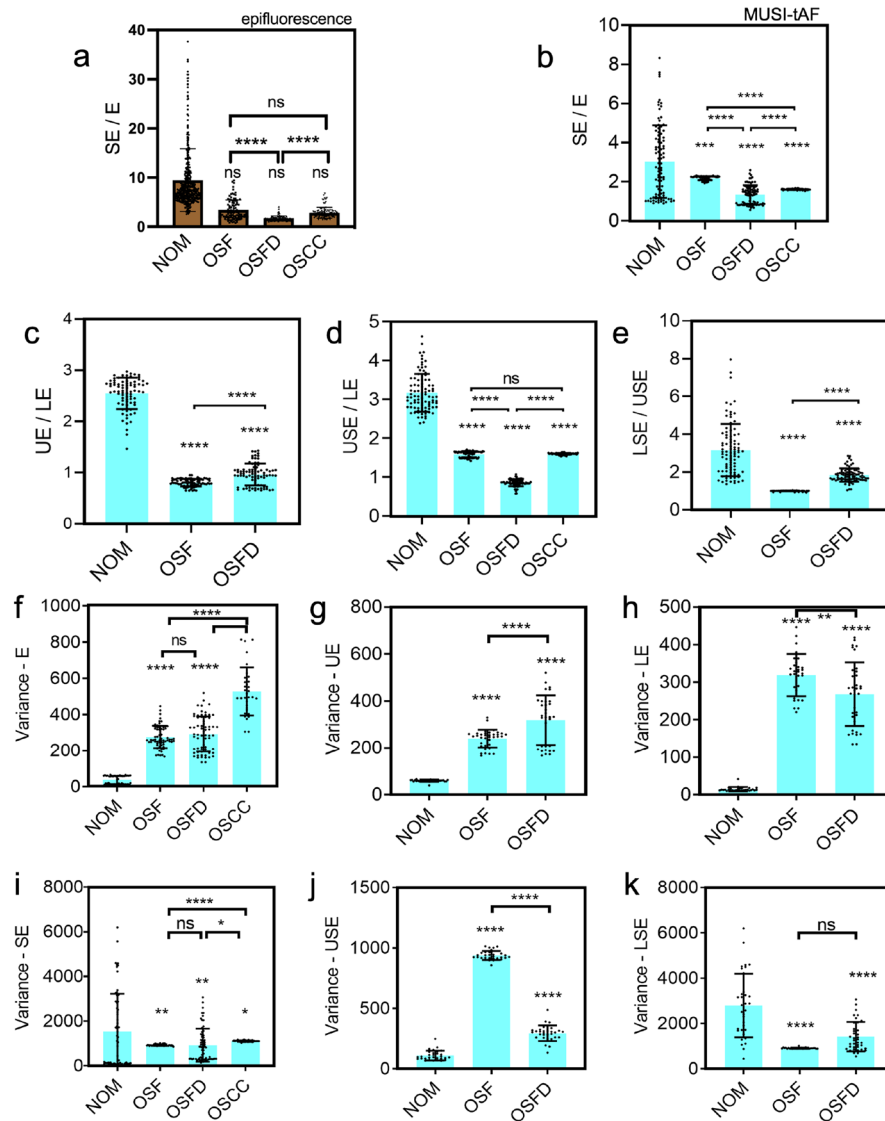 epifluorescence
a
SE / E
40
30
20
10
0
ns
**** ****
ns ns ns
NOM OSF OSFD OSCC
MUSI-tAF
b
SE / E
10
8
6
4
2
0
****
**** ****
*** **** ****
NOM OSF OSFD OSCC
c
UE / LE
4
3
2
1
0
****
**** ****
NOM OSF OSFD
d
USE / LE
5
4
3
2
1
0
ns
**** ****
**** **** ****
NOM OSF OSFD OSCC
e
LSE / USE
10
8
6
4
2
0
****
**** ****
NOM OSF OSFD
f
Variance - E
1000
800
600
400
200
0
****
ns
**** ****
NOM OSF OSFD OSCC
g
Variance - UE
800
600
400
200
0
****
**** ****
NOM OSF OSFD
h
Variance - LE
500
400
300
200
100
0
**** ** ****
NOM OSF OSFD
i
Variance - SE
8000
6000
4000
2000
0
****
ns *
** ** *
NOM OSF OSFD OSCC
j
Variance - USE
1500
1000
500
0
****
**** ****
NOM OSF OSFD
k
Variance - LSE
8000
6000
4000
2000
0
ns
**** ****
NOM OSF OSFD